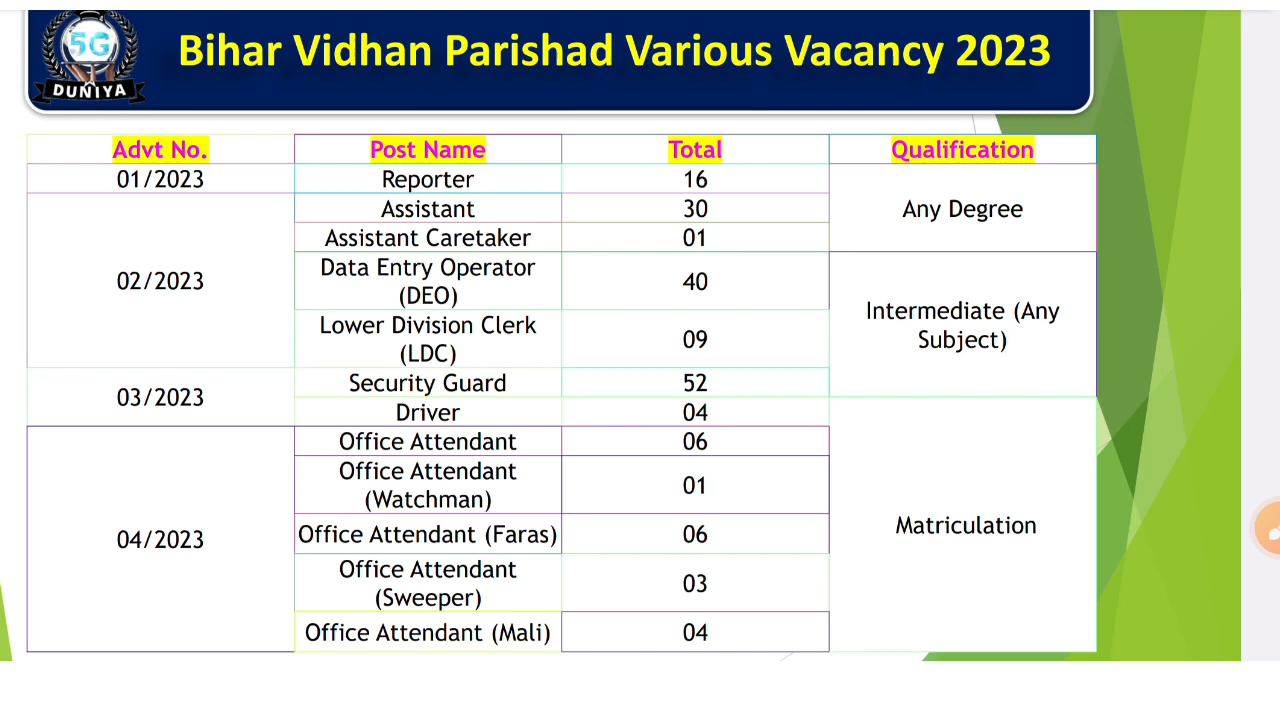 5G
DUNIYA
Bihar Vidhan Parishad Various Vacancy 2023
Advt No. Post Name Total Qualification
01/2023 Reporter 16
Any Degree
02/2023
Assistant 30
Assistant Caretaker 01
Data Entry Operator
(DEO)
40
Intermediate (Any
Subject)
Lower Division Clerk
(LDC)
09
03/2023
Security Guard 52
Driver 04
Matriculation
04/2023
Office Attendant 06
Office Attendant
(Watchman)
01
Office Attendant (Faras) 06
Office Attendant
(Sweeper)
03
Office Attendant (Mali) 04